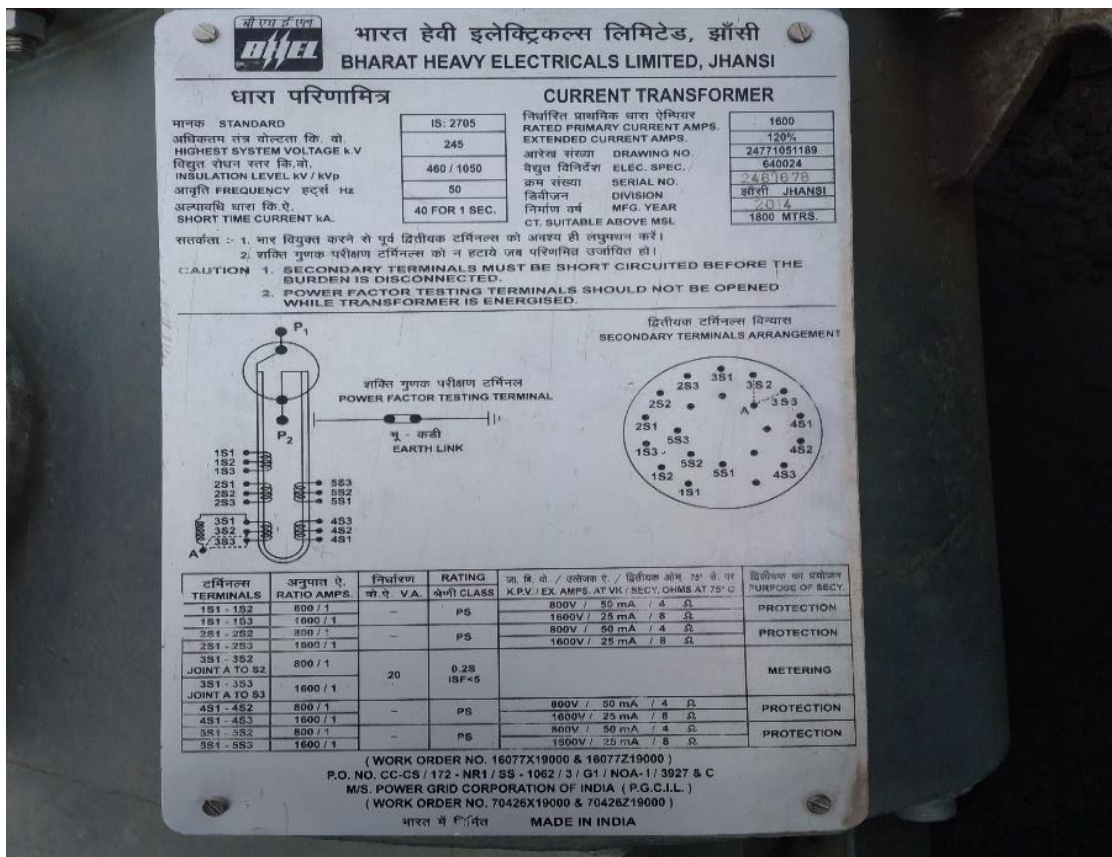 बी एच ई एल
BHEL
भारत हेवी इलेक्ट्रिकल्स लिमिटेड, झाँसी
BHARAT HEAVY ELECTRICALS LIMITED, JHANSI
धारा परिणामित्र
CURRENT TRANSFORMER
मानक STANDARD IS: 2705
अधिकतम तंत्र वोल्टता कि. वो.
HIGHEST SYSTEM VOLTAGE k.V 245
विद्युत रोधन स्तर कि.वो.
INSULATION LEVEL kV / kVp 460 / 1050
आवृति FREQUENCY हर्ट्स Hz 50
अल्पावधि धारा कि.ऐ.
SHORT TIME CURRENT kA. 40 FOR 1 SEC.
निर्धारित प्राथमिक धारा ऐम्पियर
RATED PRIMARY CURRENT AMPS. 1600
EXTENDED CURRENT AMPS. 120%
आरेख संख्या DRAWING NO. 24771051189
वैद्युत विनिर्देश ELEC. SPEC. 640024
क्रम संख्या SERIAL NO. 2461678
डिवीजन DIVISION झाँसी JHANSI
निर्माण वर्ष MFG. YEAR 2014
CT. SUITABLE ABOVE MSL 1800 MTRS.
सतर्कता :- 1. भार वियुक्त करने से पूर्व द्वितीयक टर्मिनल्स को अवश्य ही लघुपथन करें।
2. शक्ति गुणक परीक्षण टर्मिनल्स को न हटाये जब परिणमित्र उर्जायित हो।
CAUTION 1. SECONDARY TERMINALS MUST BE SHORT CIRCUITED BEFORE THE
BURDEN IS DISCONNECTED.
2. POWER FACTOR TESTING TERMINALS SHOULD NOT BE OPENED
WHILE TRANSFORMER IS ENERGISED.
P1
P2
1S1
1S2
1S3
2S1
2S2
2S3
3S1
3S2
3S3
A
5S3
5S2
5S1
4S3
4S2
4S1
शक्ति गुणक परीक्षण टर्मिनल
POWER FACTOR TESTING TERMINAL
भू - कडी
EARTH LINK
द्वितीयक टर्मिनल्स विन्यास
SECONDARY TERMINALS ARRANGEMENT
3S1
2S3
3S2
2S2
A
3S3
2S1
4S1
5S3
1S3
4S2
5S2
5S1
1S2
4S3
1S1
टर्मिनल्स अनुपात ऐ. निर्धारण RATING जा. बि. वो. / उत्तेजक ऐ. / द्वितीयक ओम 75° से. पर द्वितीयक का प्रयोजन
TERMINALS RATIO AMPS. वो.ऐ. V.A. श्रेणी CLASS K.P.V. / EX. AMPS. AT VK / SECY. OHMS AT 75° C PURPOSE OF SECY.
1S1 - 1S2 800 / 1 – PS 800V / 50 mA / 4 Ω PROTECTION
1S1 - 1S3 1600 / 1 1600V / 25 mA / 8 Ω
2S1 - 2S2 800 / 1 – PS 800V / 50 mA / 4 Ω PROTECTION
2S1 - 2S3 1600 / 1 1600V / 25 mA / 8 Ω
3S1 - 3S2
JOINT A TO S2 800 / 1 20 0.2S ISF<5 METERING
3S1 - 3S3
JOINT A TO S3 1600 / 1
4S1 - 4S2 800 / 1 – PS 800V / 50 mA / 4 Ω PROTECTION
4S1 - 4S3 1600 / 1 1600V / 25 mA / 8 Ω
5S1 - 5S2 800 / 1 – PS 800V / 50 mA / 4 Ω PROTECTION
5S1 - 5S3 1600 / 1 1500V / 25 mA / 8 Ω
( WORK ORDER NO. 16077X19000 & 16077Z19000 )
P.O. NO. CC-CS / 172 - NR1 / SS - 1062 / 3 / G1 / NOA- I / 3927 & C
M/S. POWER GRID CORPORATION OF INDIA ( P.G.C.I.L. )
( WORK ORDER NO. 70426X19000 & 70426Z19000 )
भारत में निर्मित MADE IN INDIA